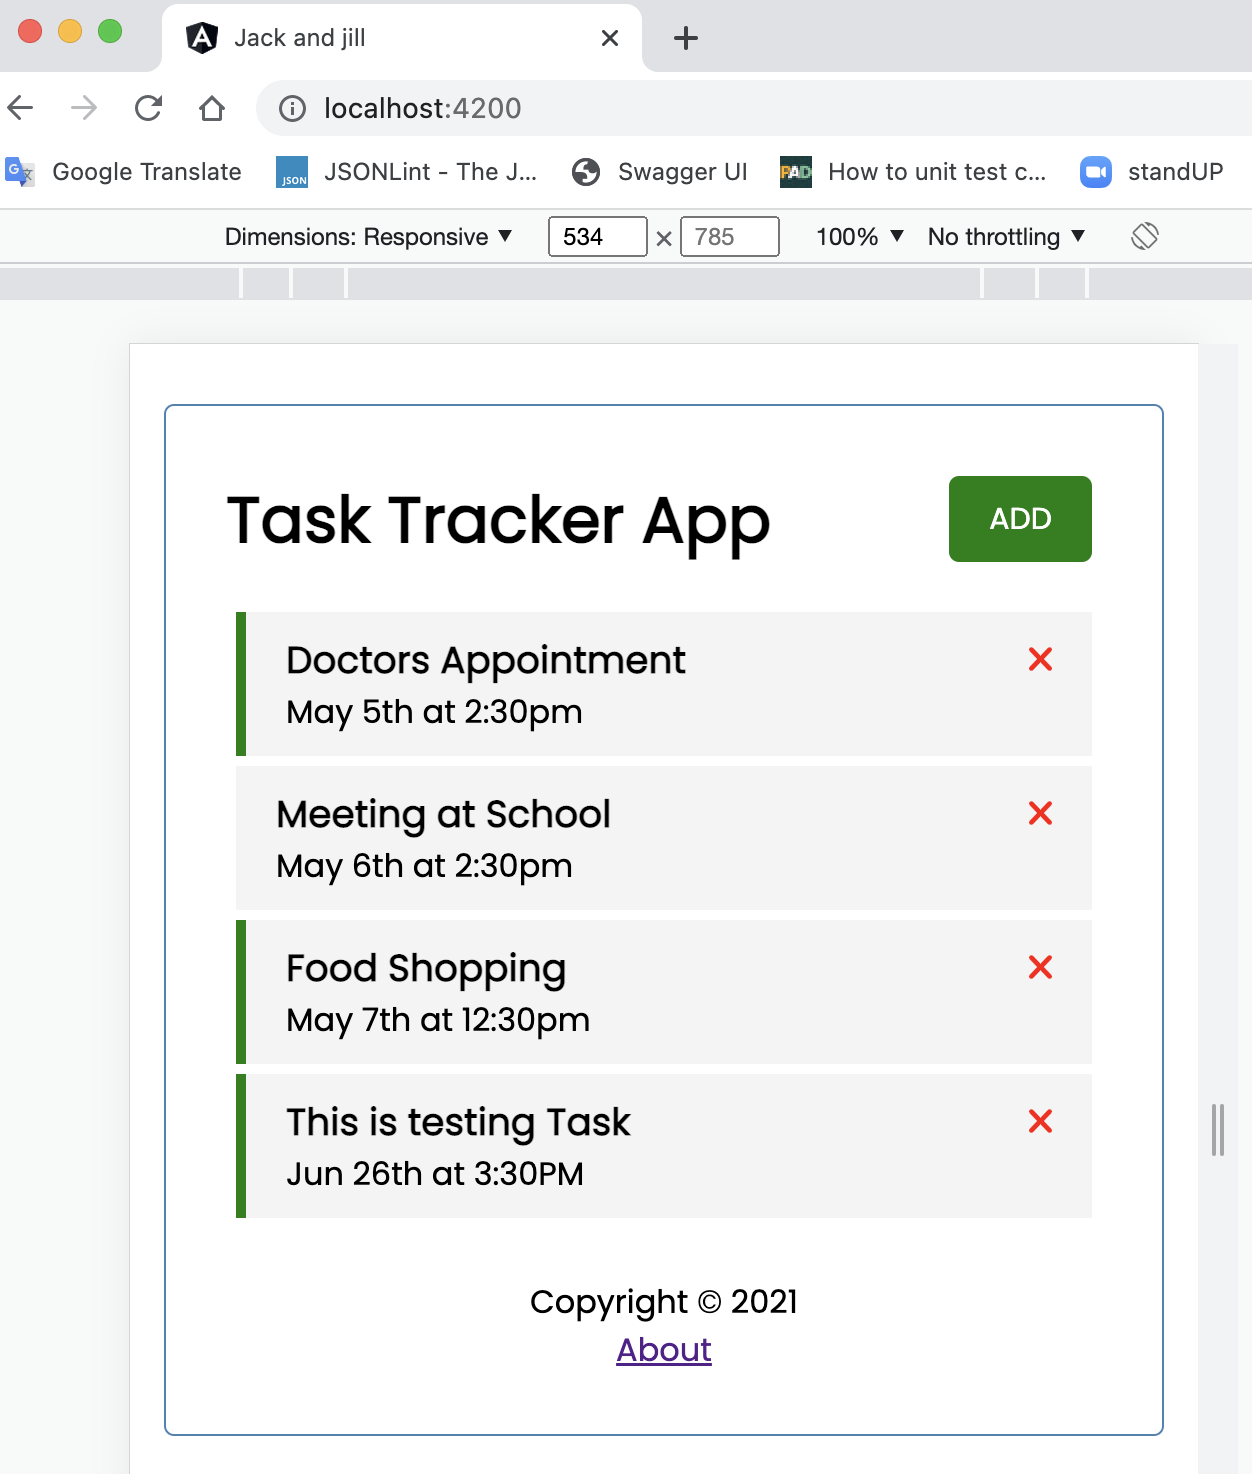 Jack and jill
localhost:4200
Google Translate JSON JSONLint - The J... Swagger UI PAD How to unit test c... standUP
Dimensions: Responsive 534 × 785 100% No throttling
Task Tracker App ADD
Doctors Appointment
May 5th at 2:30pm
Meeting at School
May 6th at 2:30pm
Food Shopping
May 7th at 12:30pm
This is testing Task
Jun 26th at 3:30PM
Copyright © 2021
About